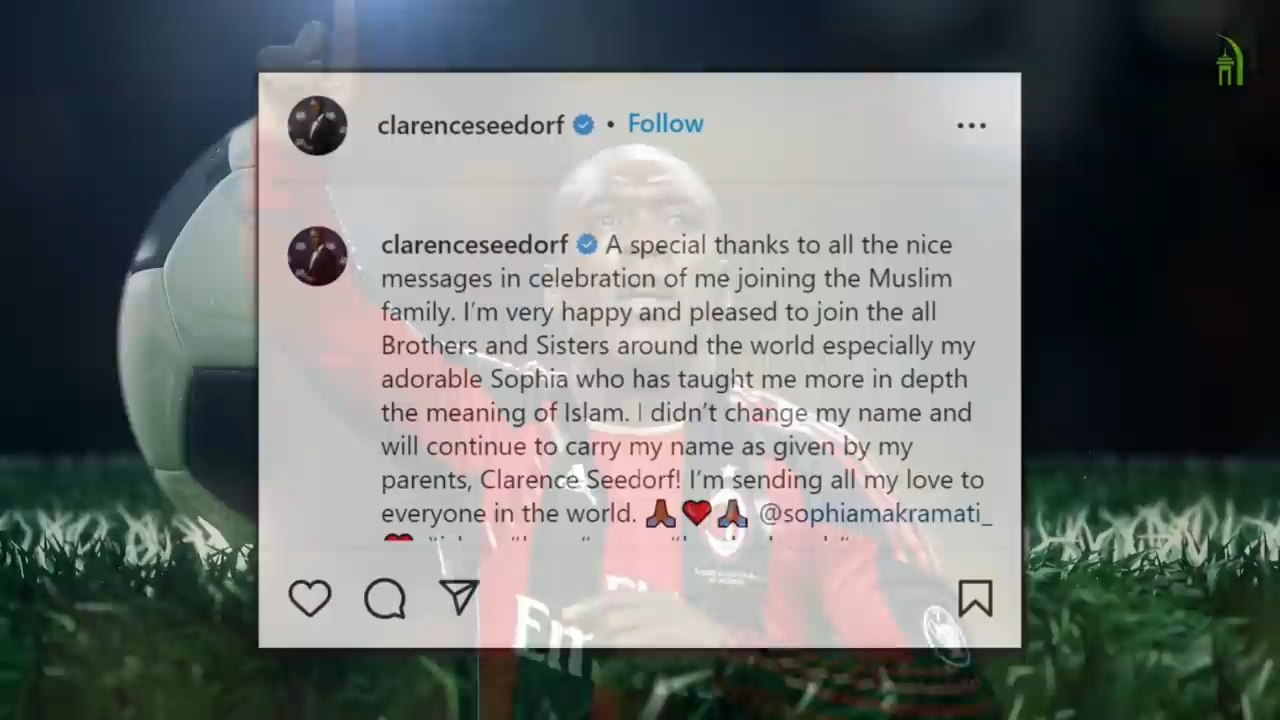 clarenceseedorf • Follow
clarenceseedorf A special thanks to all the nice
messages in celebration of me joining the Muslim
family. I'm very happy and pleased to join the all
Brothers and Sisters around the world especially my
adorable Sophia who has taught me more in depth
the meaning of Islam. I didn't change my name and
will continue to carry my name as given by my
parents, Clarence Seedorf! I'm sending all my love to
everyone in the world. 🙏🏾❤️🙏🏾 @sophiamakramati_